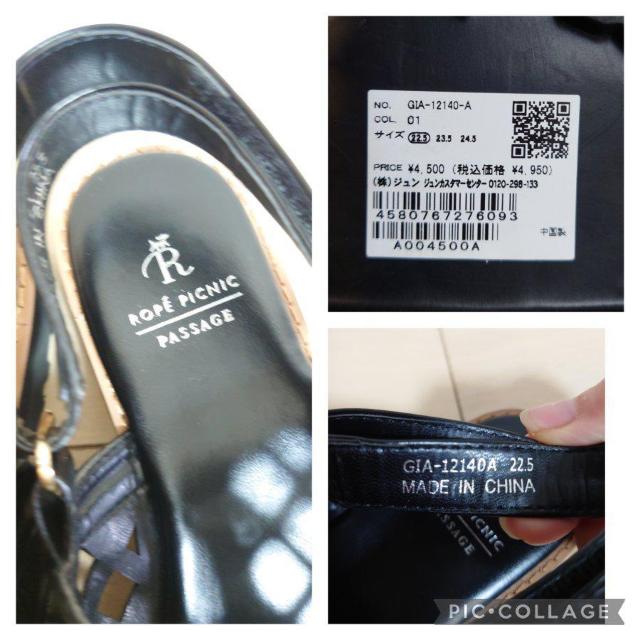 R
ROPÉ PICNIC
PASSAGE
NO. GIA-12140-A
COL. 01
サイズ 22.5 23.5 24.5
PRICE ¥4,500 (税込価格 ¥4,950)
(株)ジュン ジュンカスタマーセンター 0120-298-133
4580767276093
中国製
A004500A
GIA-12140A 22.5
MADE IN CHINA
ROPÉ PICNIC
PASSAGE
PIC•COLLAGE